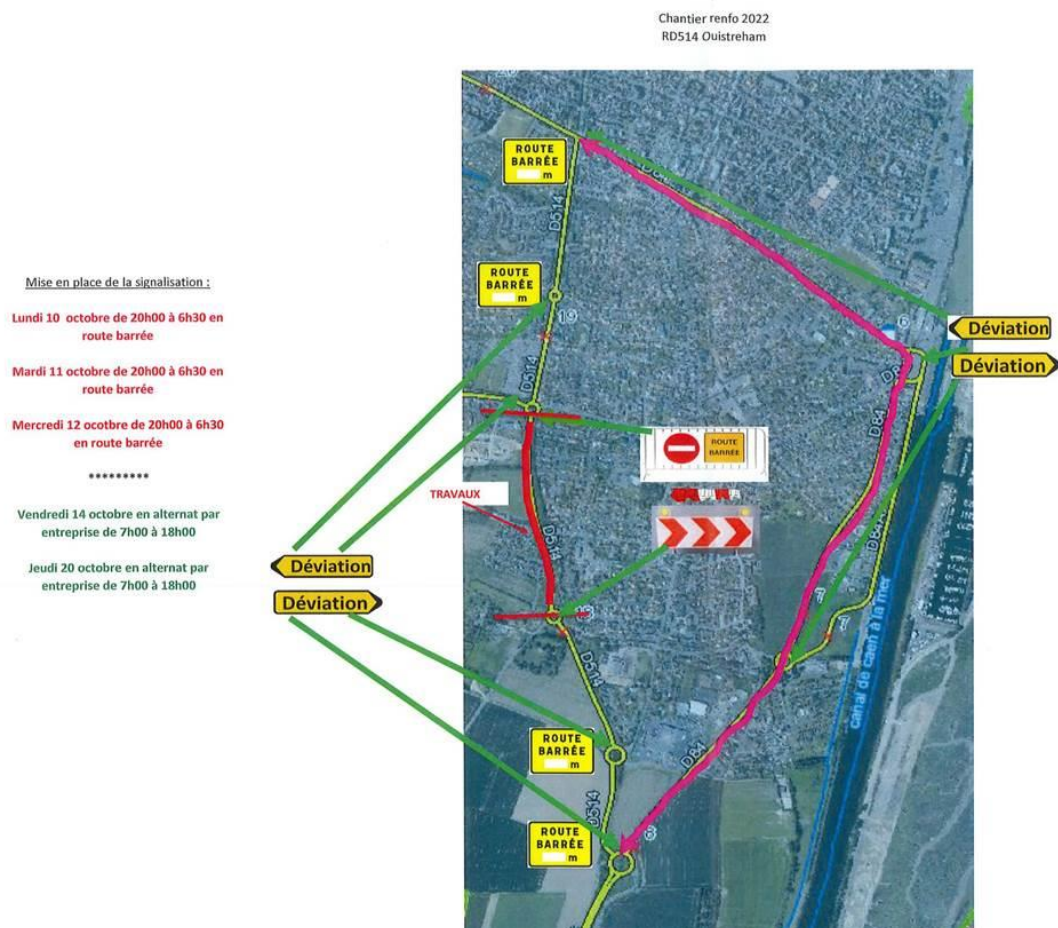 Chantier renfo 2022
RD514 Ouistreham
Mise en place de la signalisation :
Lundi 10 octobre de 20h00 à 6h30 en
route barrée
Mardi 11 octobre de 20h00 à 6h30 en
route barrée
Mercredi 12 ocotbre de 20h00 à 6h30
en route barrée
*********
Vendredi 14 octobre en alternat par
entreprise de 7h00 à 18h00
Jeudi 20 octobre en alternat par
entreprise de 7h00 à 18h00
ROUTE
BARRÉE
m
D514
ROUTE
BARRÉE
m
19
D514
Déviation
Déviation
6
D84
D84
ROUTE
BARRÉE
TRAVAUX
D514
Déviation
Déviation
D514
canal de caen à la mer
ROUTE
BARRÉE
m
D84
D514
ROUTE
BARRÉE
m